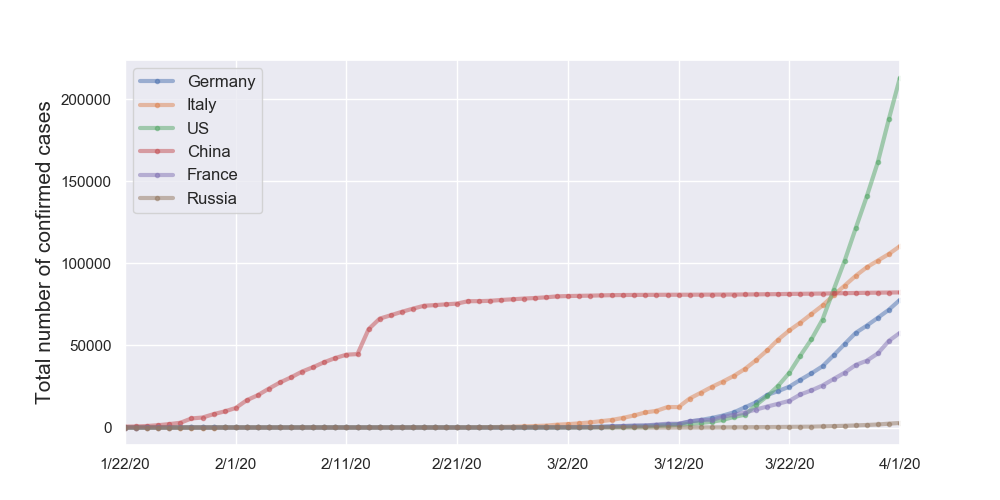 Total number of confirmed cases
200000
150000
100000
50000
0
Germany
Italy
US
China
France
Russia
1/22/20
2/1/20
2/11/20
2/21/20
3/2/20
3/12/20
3/22/20
4/1/20